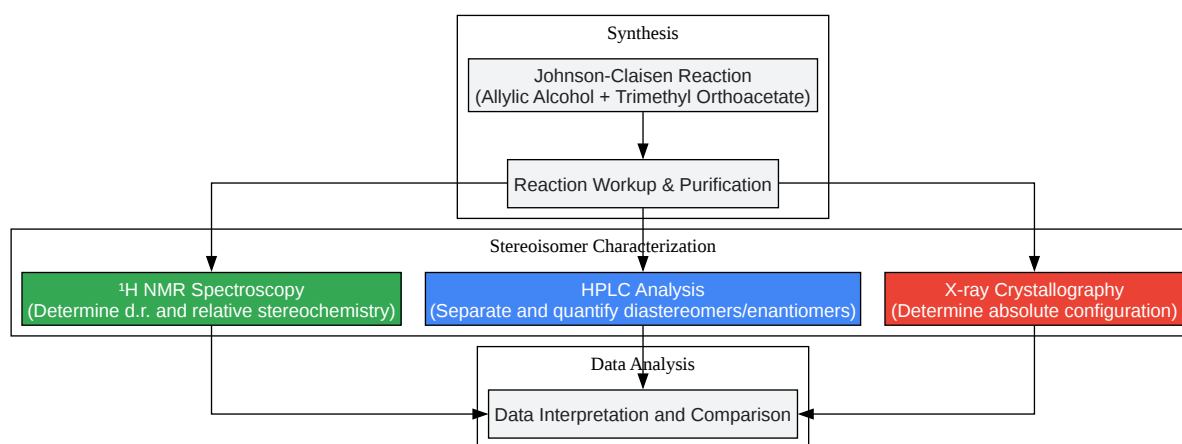 Synthesis
Johnson-Claisen Reaction
(Allylic Alcohol + Trimethyl Orthoacetate)
Reaction Workup & Purification
Stereoisomer Characterization
¹H NMR Spectroscopy
(Determine d.r. and relative stereochemistry)
HPLC Analysis
(Separate and quantify diastereomers/enantiomers)
X-ray Crystallography
(Determine absolute configuration)
Data Analysis
Data Interpretation and Comparison